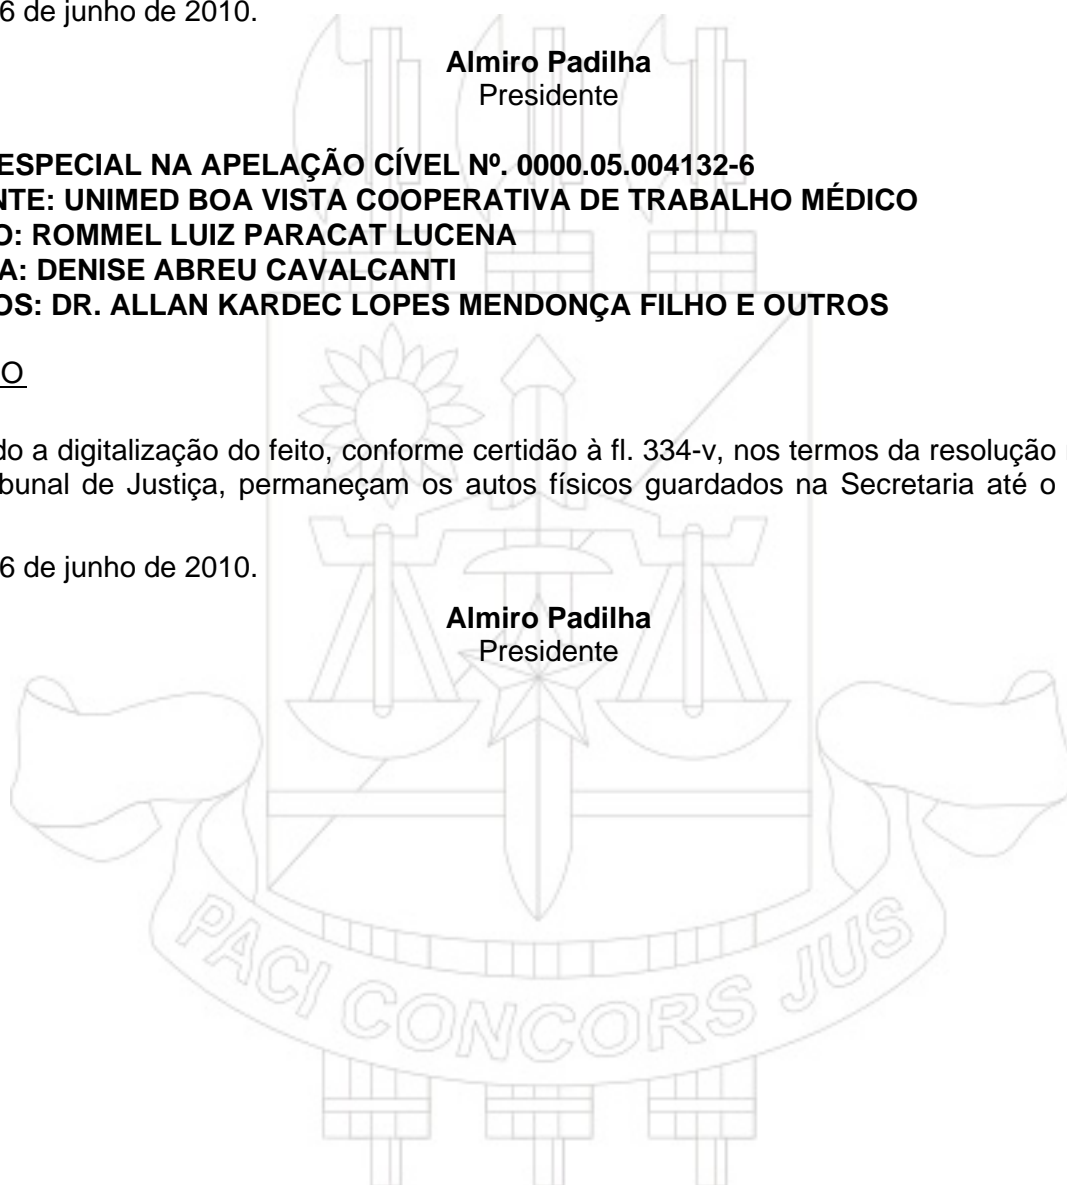 6 de junho de 2010.
Almiro Padilha
Presidente
ESPECIAL NA APELAÇÃO CÍVEL Nº. 0000.05.004132-6
NTE: UNIMED BOA VISTA COOPERATIVA DE TRABALHO MÉDICO
O: ROMMEL LUIZ PARACAT LUCENA
A: DENISE ABREU CAVALCANTI
OS: DR. ALLAN KARDEC LOPES MENDONÇA FILHO E OUTROS
O
do a digitalização do feito, conforme certidão à fl. 334-v, nos termos da resolução
ibunal de Justiça, permaneçam os autos físicos guardados na Secretaria até o
6 de junho de 2010.
Almiro Padilha
Presidente
PACI CONCORS JUS